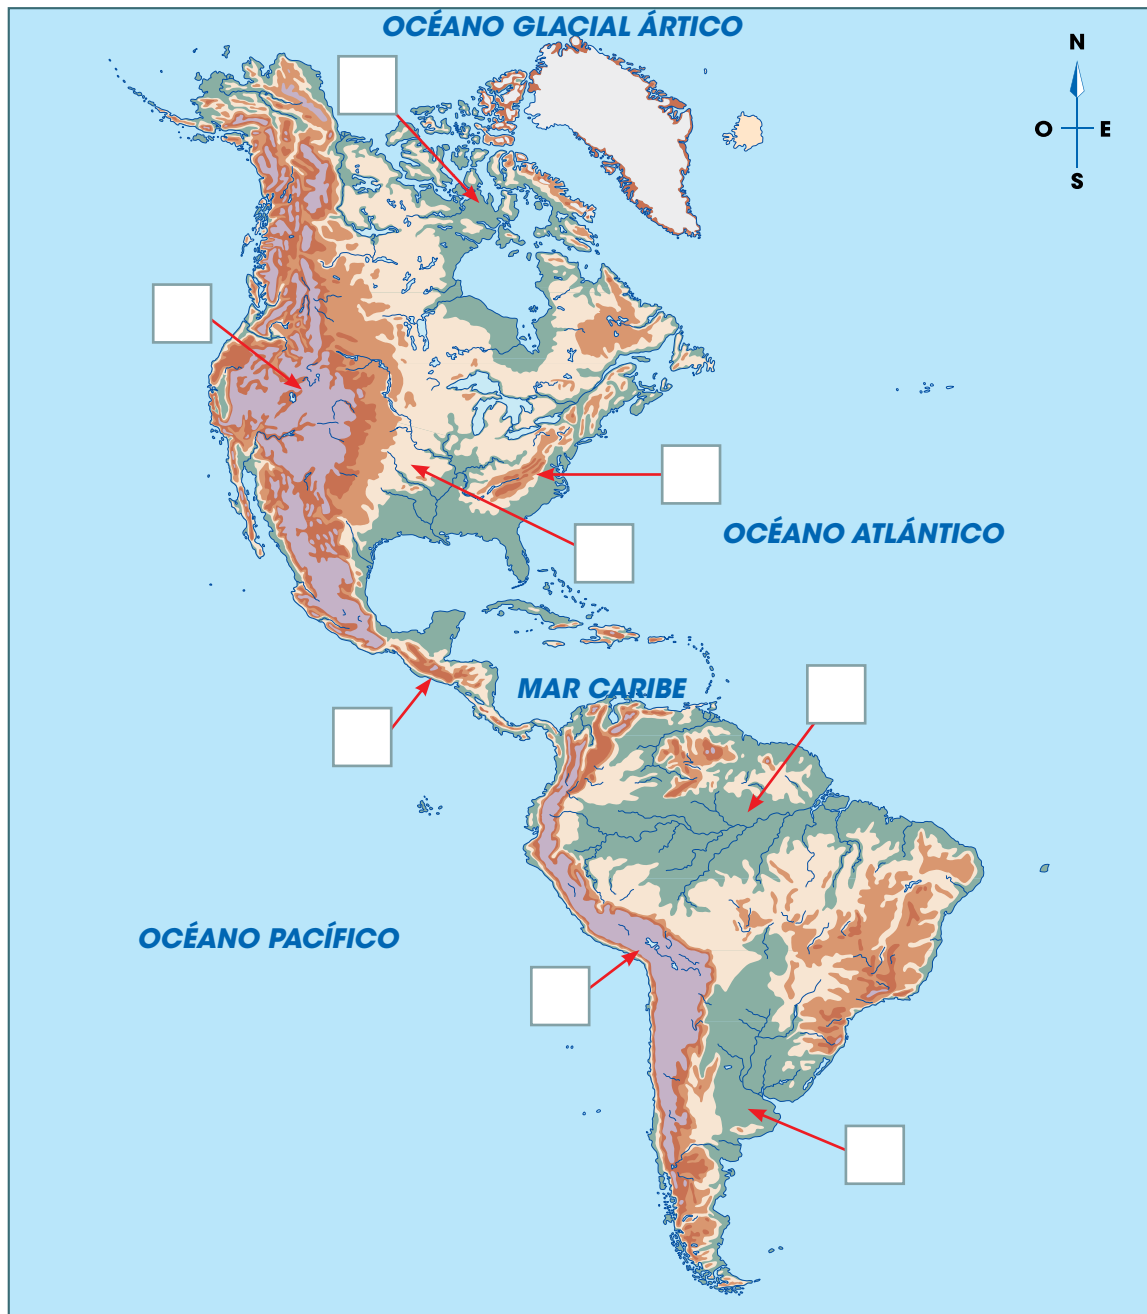 OCÉANO GLACIAL ÁRTICO
N
O E
S
OCÉANO ATLÁNTICO
MAR CARIBE
OCÉANO PACÍFICO